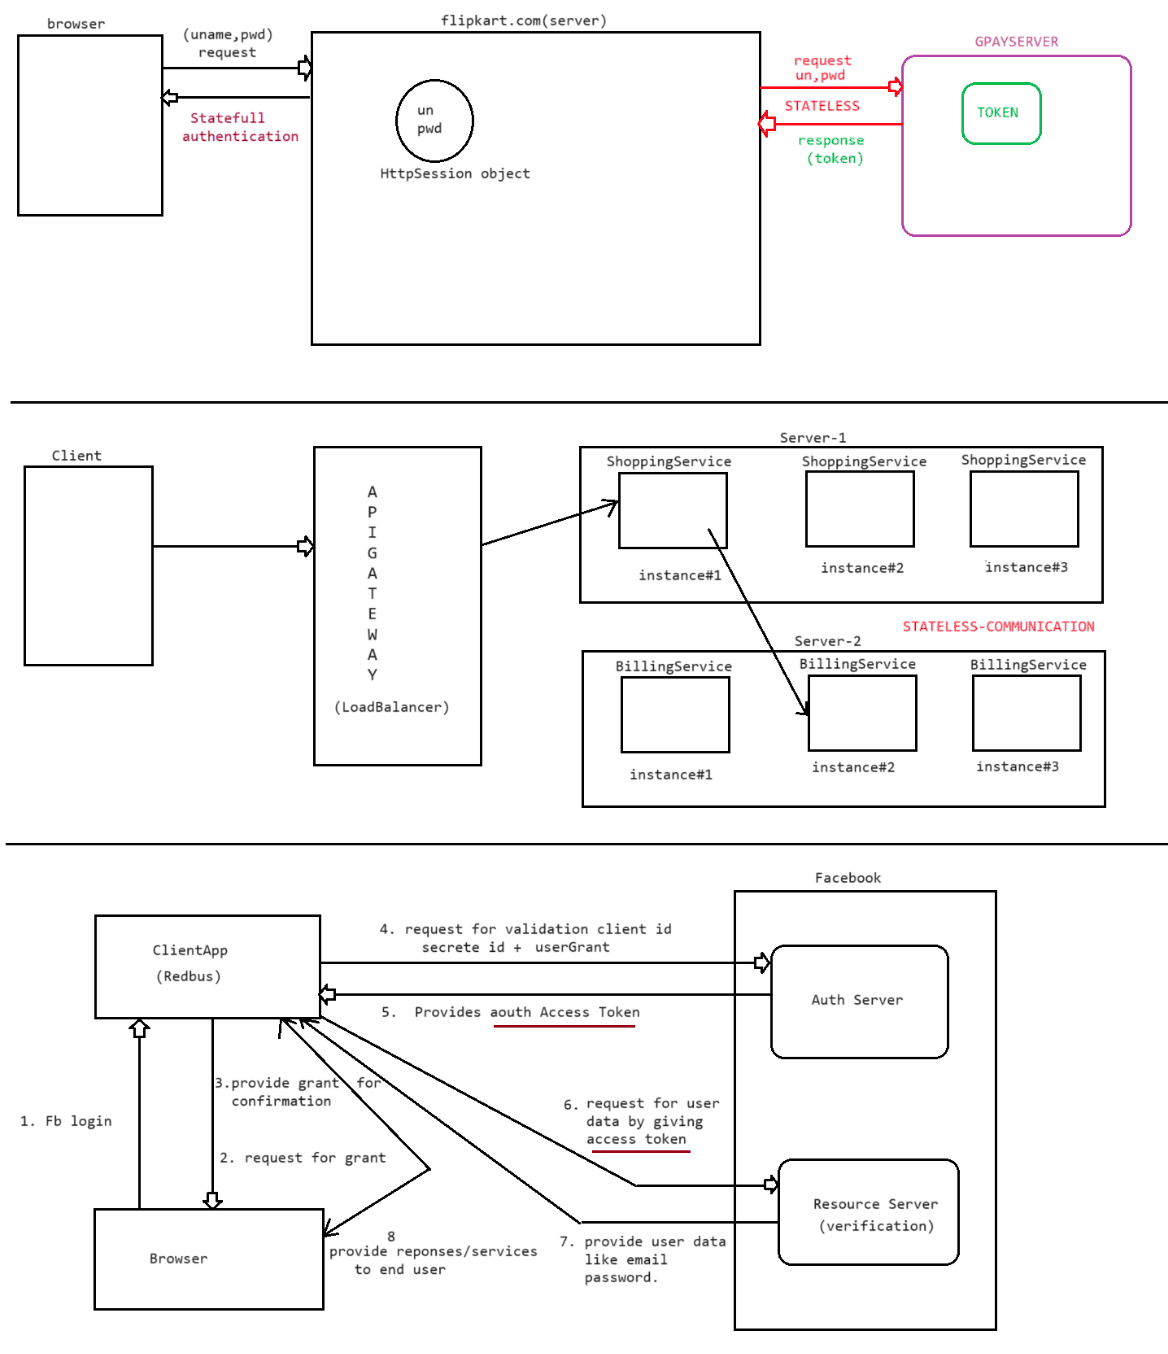 browser
flipkart.com(server)
(uname,pwd)
request
Statefull
authentication
un
pwd
HttpSession object
request
un,pwd
STATELESS
response
(token)
GPAYSERVER
TOKEN
Client
A
P
I
G
A
T
E
W
A
Y
(LoadBalancer)
Server-1
ShoppingService
ShoppingService
ShoppingService
instance#1
instance#2
instance#3
STATELESS-COMMUNICATION
Server-2
BillingService
BillingService
BillingService
instance#1
instance#2
instance#3
Facebook
ClientApp
(Redbus)
4. request for validation client id
secrete id + userGrant
Auth Server
5. Provides aouth Access Token
3.provide grant for
confirmation
1. Fb login
2. request for grant
6. request for user
data by giving
access token
Resource Server
(verification)
Browser
8
provide reponses/services
to end user
7. provide user data
like email
password.